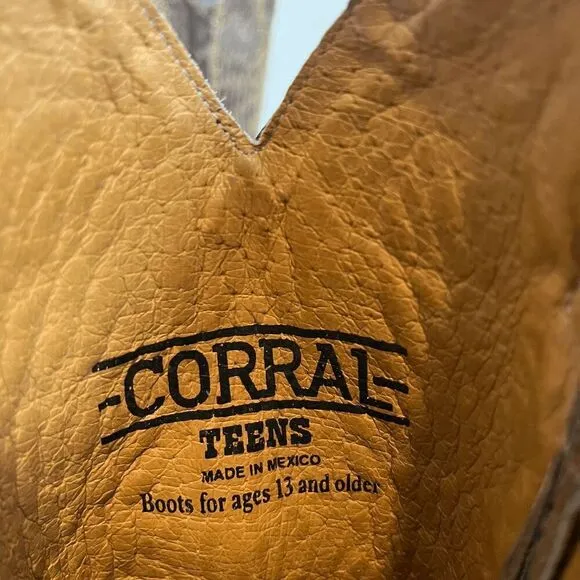 -CORRAL-
TEENS
MADE IN MEXICO
Boots for ages 13 and older